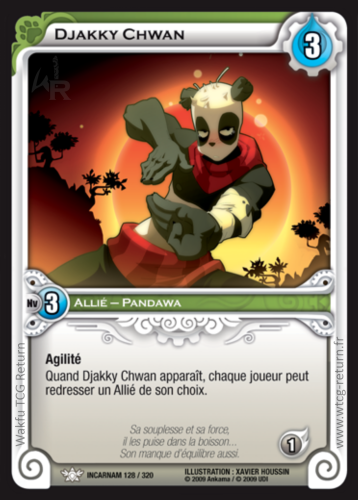 Djakky Chwan
3
Nv 3
Allié – Pandawa
Agilité
Quand Djakky Chwan apparaît, chaque joueur peut
redresser un Allié de son choix.
Sa souplesse et sa force,
il les puise dans la boisson...
Son manque d'équilibre aussi.
1
INCARNAM 128 / 320
ILLUSTRATION : XAVIER HOUSSIN
© 2009 Ankama / © 2009 UDI
Wakfu TCG Return
www.wtcg-return.fr